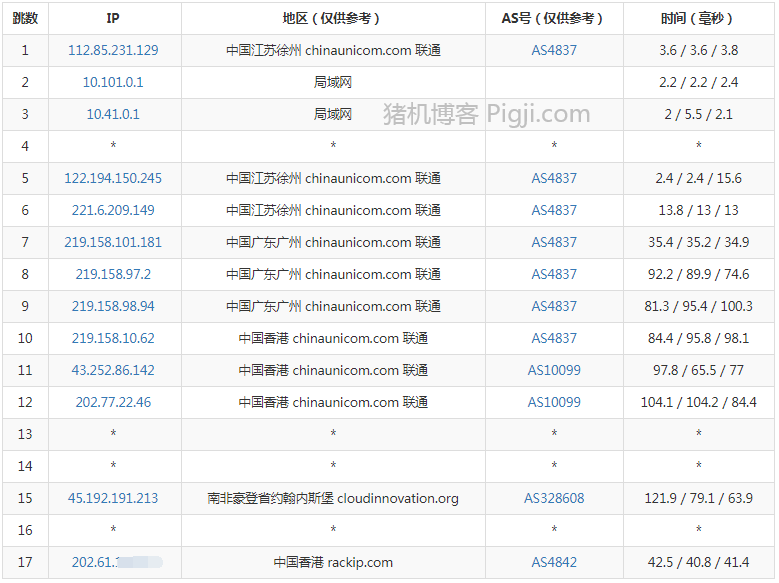 跳数 IP 地区（仅供参考） AS号（仅供参考） 时间（毫秒）
1 112.85.231.129 中国江苏徐州 chinaunicom.com 联通 AS4837 3.6 / 3.6 / 3.8
2 10.101.0.1 局域网 2.2 / 2.2 / 2.4
3 10.41.0.1 局域网 2 / 5.5 / 2.1
猪机博客 Pigji.com
4 * * * *
5 122.194.150.245 中国江苏徐州 chinaunicom.com 联通 AS4837 2.4 / 2.4 / 15.6
6 221.6.209.149 中国江苏徐州 chinaunicom.com 联通 AS4837 13.8 / 13 / 13
7 219.158.101.181 中国广东广州 chinaunicom.com 联通 AS4837 35.4 / 35.2 / 34.9
8 219.158.97.2 中国广东广州 chinaunicom.com 联通 AS4837 92.2 / 89.9 / 74.6
9 219.158.98.94 中国广东广州 chinaunicom.com 联通 AS4837 81.3 / 95.4 / 100.3
10 219.158.10.62 中国香港 chinaunicom.com 联通 AS4837 84.4 / 95.8 / 98.1
11 43.252.86.142 中国香港 chinaunicom.com 联通 AS10099 97.8 / 65.5 / 77
12 202.77.22.46 中国香港 chinaunicom.com 联通 AS10099 104.1 / 104.2 / 84.4
13 * * * *
14 * * * *
15 45.192.191.213 南非豪登省约翰内斯堡 cloudinnovation.org AS328608 121.9 / 79.1 / 63.9
16 * * * *
17 202.61. 中国香港 rackip.com AS4842 42.5 / 40.8 / 41.4